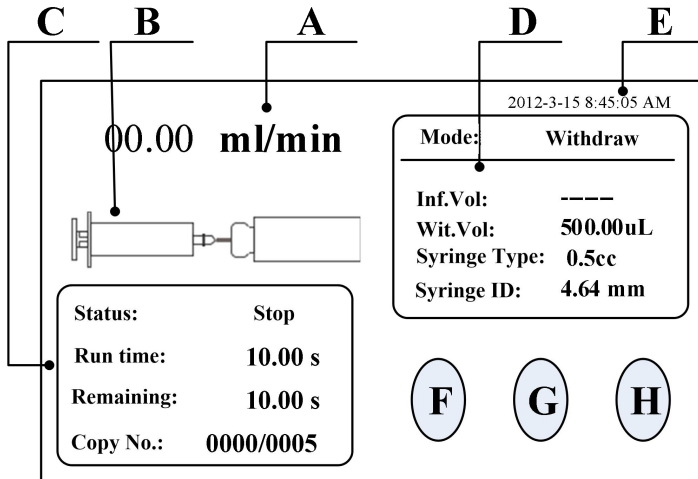 C B A D E
2012-3-15 8:45:05 AM
00.00 ml/min
Mode: Withdraw
Inf.Vol: -----
Wit.Vol: 500.00uL
Syringe Type: 0.5cc
Syringe ID: 4.64 mm
Status: Stop
Run time: 10.00 s
Remaining: 10.00 s
Copy No.: 0000/0005
F G H